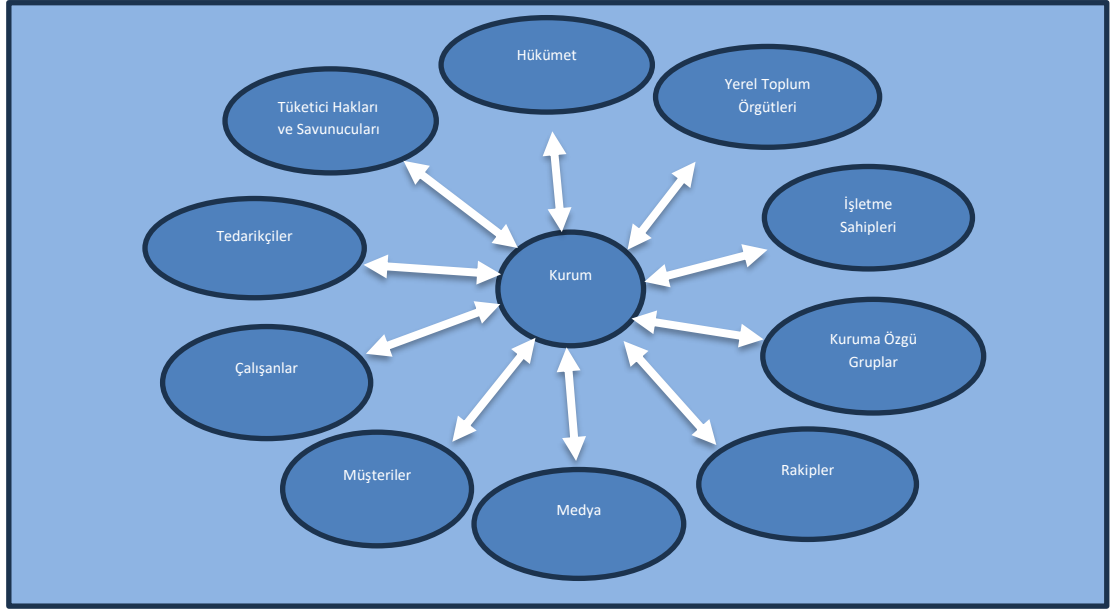 Hükümet
Yerel Toplum
Örgütleri
Tüketici Hakları
ve Savunucuları
İşletme
Sahipleri
Tedarikçiler
Kurum
Kuruma Özgü
Gruplar
Çalışanlar
Müşteriler
Rakipler
Medya